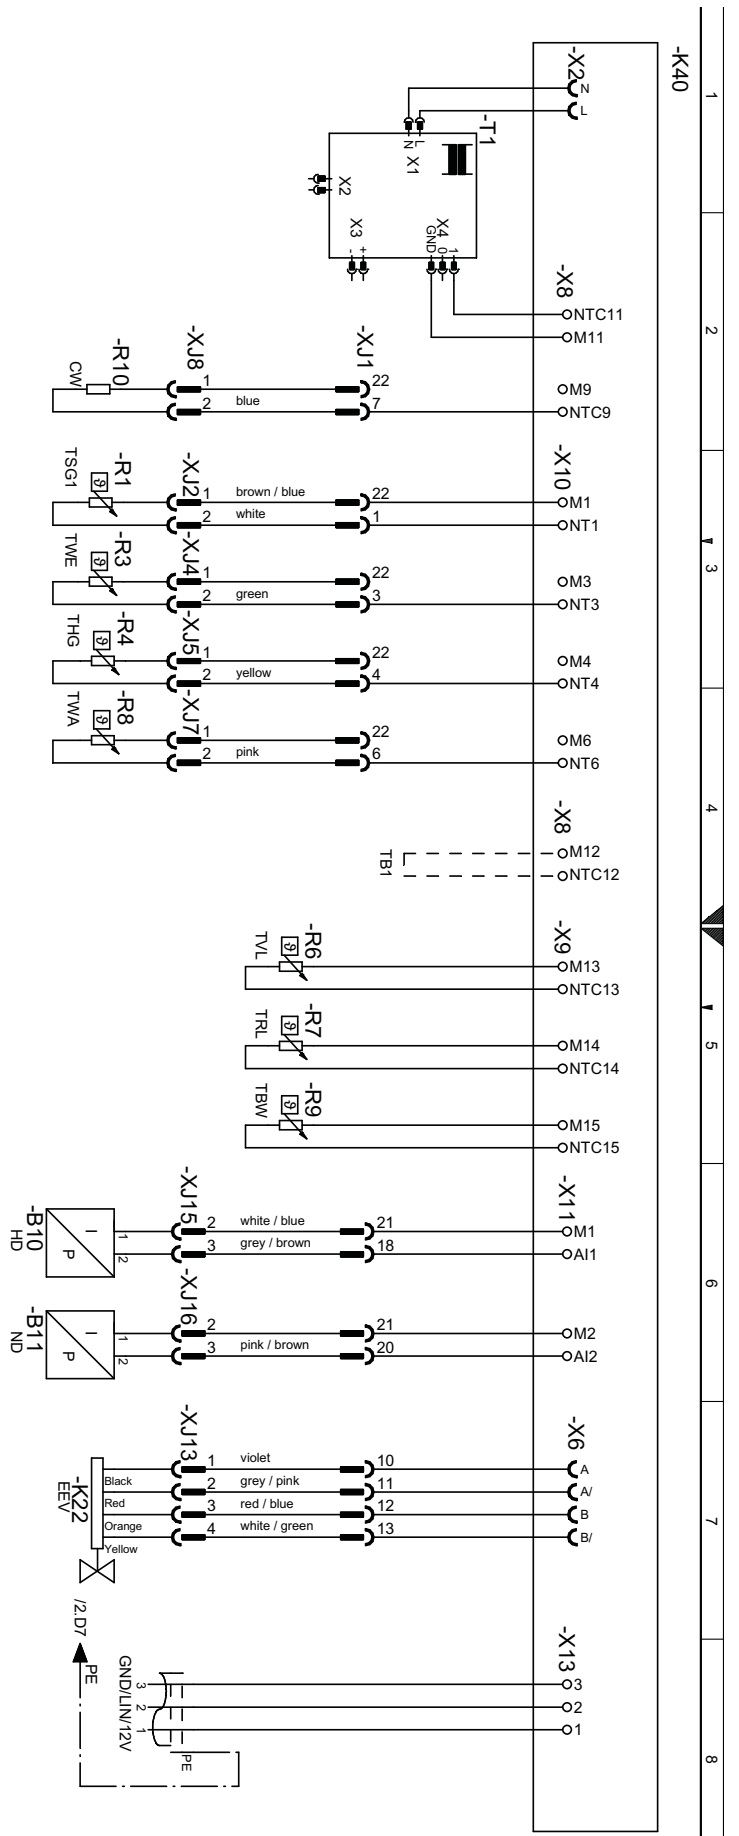 -K40
1
2
3
4
5
6
7
8
-X2
N
L
-T1
L
N
X1
X2
X3
+
-
X4
1
0
GND
-X8
NTC11
M11
-R10
CW
-XJ8
1
2
blue
-XJ1
22
7
M9
NTC9
-X10
-R1
TSG1
-XJ2
1
2
brown / blue
white
22
1
M1
NT1
-R3
TWE
-XJ4
1
2
green
22
3
M3
NT3
-R4
THG
-XJ5
1
2
yellow
22
4
M4
NT4
-R8
TWA
-XJ7
1
2
pink
22
6
M6
NT6
-X8
TB1
M12
NTC12
-X9
-R6
TVL
M13
NTC13
-R7
TRL
M14
NTC14
-R9
TBW
M15
NTC15
-X11
-B10
HD
I
P
1
2
-XJ15
2
3
white / blue
grey / brown
21
18
M1
AI1
-B11
ND
I
P
1
2
-XJ16
2
3
pink / brown
21
20
M2
AI2
-X6
-K22
EEV
Black
Red
Orange
Yellow
-XJ13
1
2
3
4
violet
grey / pink
red / blue
white / green
10
11
12
13
A
A/
B
B/
-X13
/2.D7
PE
GND/LIN/12V
3
2
1
PE
3
2
1